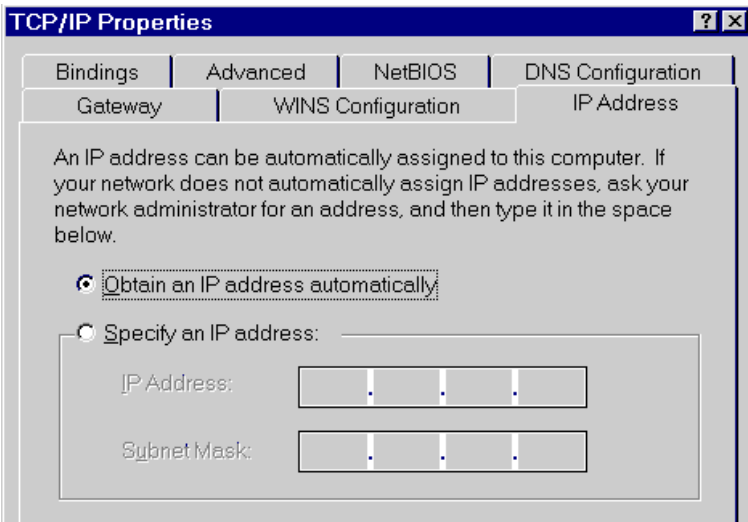 TCP/IP Properties
Bindings
Advanced
NetBIOS
DNS Configuration
Gateway
WINS Configuration
IP Address
An IP address can be automatically assigned to this computer. If
your network does not automatically assign IP addresses, ask your
network administrator for an address, and then type it in the space
below.
Obtain an IP address automatically
Specify an IP address:
IP Address:
Subnet Mask: